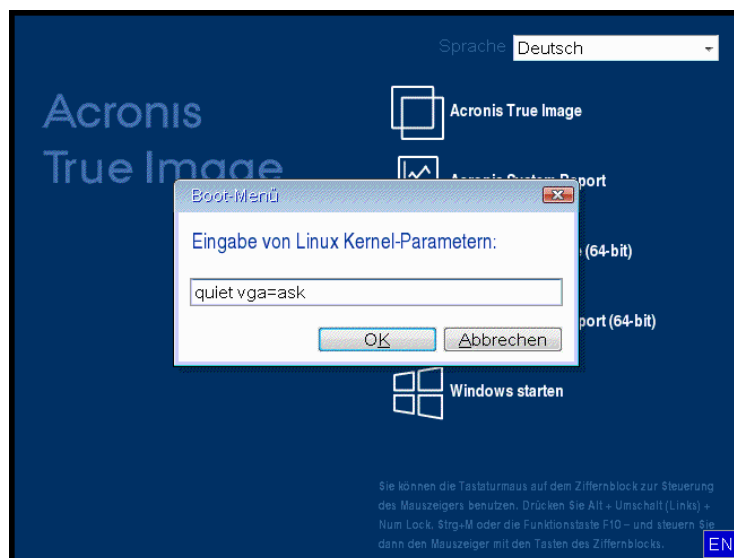 Sprache Deutsch
Acronis
True Image
Acronis True Image
Acronis System Report
(64-bit)
port (64-bit)
Windows starten
Boot-Menü
Eingabe von Linux Kernel-Parametern:
quiet vga=ask
OK Abbrechen
Sie können die Tastaturmaus auf dem Ziffernblock zur Steuerung
des Mauszeigers benutzen. Drücken Sie Alt + Umschalt (Links) +
Num Lock, Strg+M oder die Funktionstaste F10 – und steuern Sie
dann den Mauszeiger mit den Tasten des Ziffernblocks.
EN